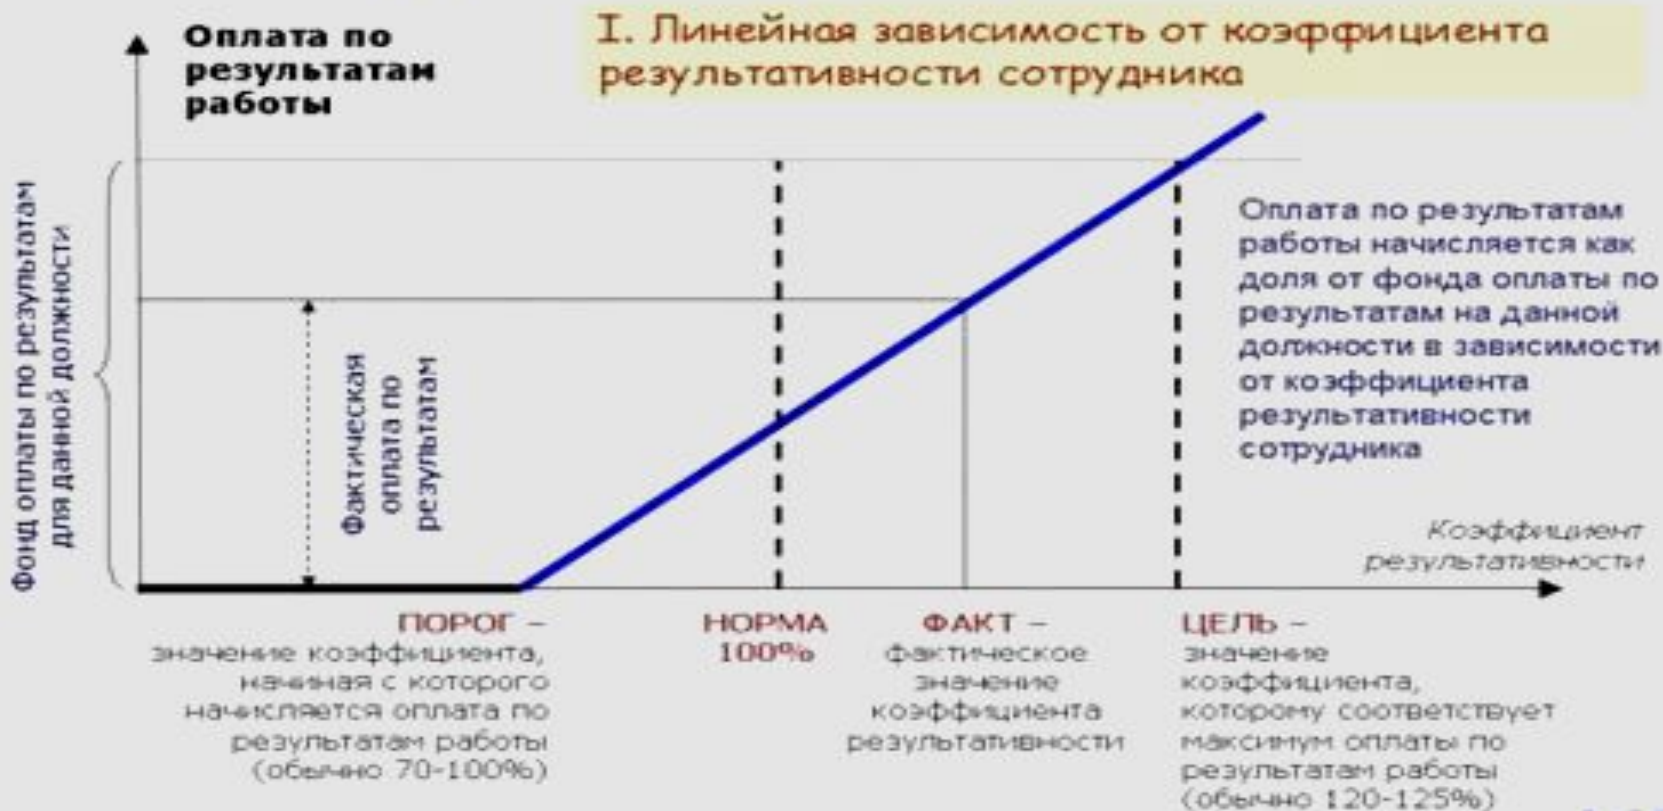 Оплата по
результатам
работы
I. Линейная зависимость от коэффициента
результативности сотрудника
Фонд оплаты по результатам
для данной должности
Фактическая
оплата по
результатам
Оплата по результатам
работы начисляется как
доля от фонда оплаты по
результатам на данной
должности в зависимости
от коэффициента
результативности
сотрудника
Коэффициент
результативности
ПОРОГ –
значение коэффициента,
начиная с которого
начисляется оплата по
результатам работы
(обычно 70-100%)
НОРМА
100%
ФАКТ –
фактическое
значение
коэффициента
результативности
ЦЕЛЬ –
значение
коэффициента,
которому соответствует
максимум оплаты по
результатам работы
(обычно 120-125%)